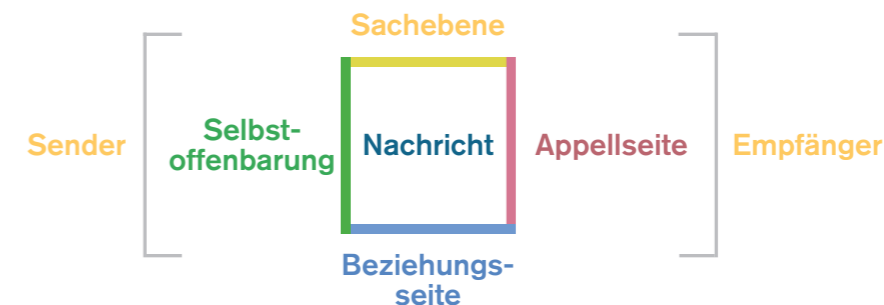 Sachebene
Sender
Selbst-
offenbarung
Nachricht
Appellseite
Empfänger
Beziehungs-
seite